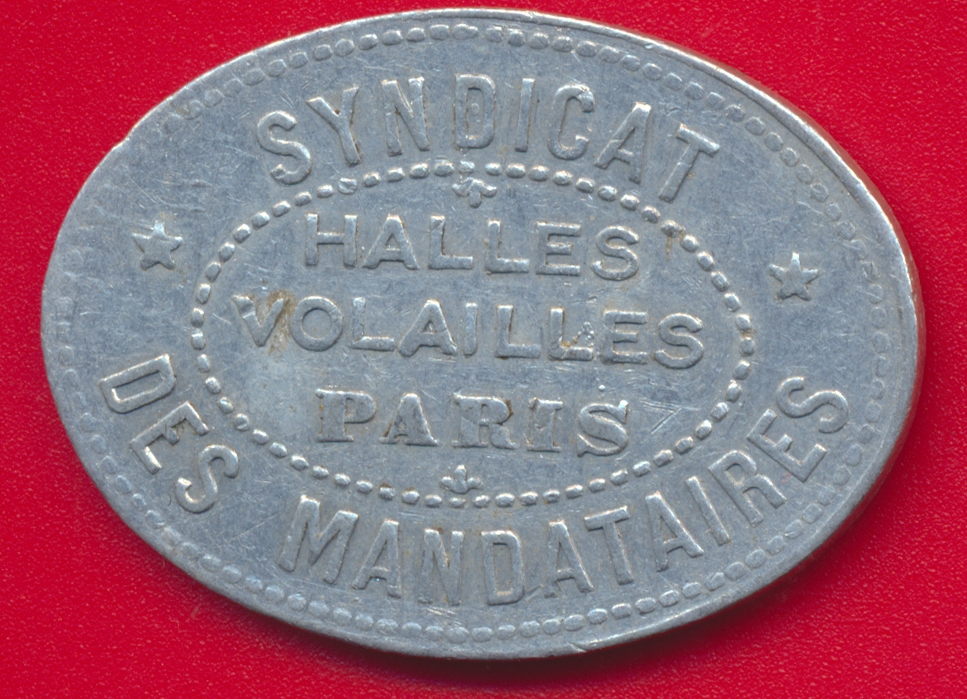 SYNDICAT
HALLES
VOLAILLES
PARIS
DES MANDATAIRES